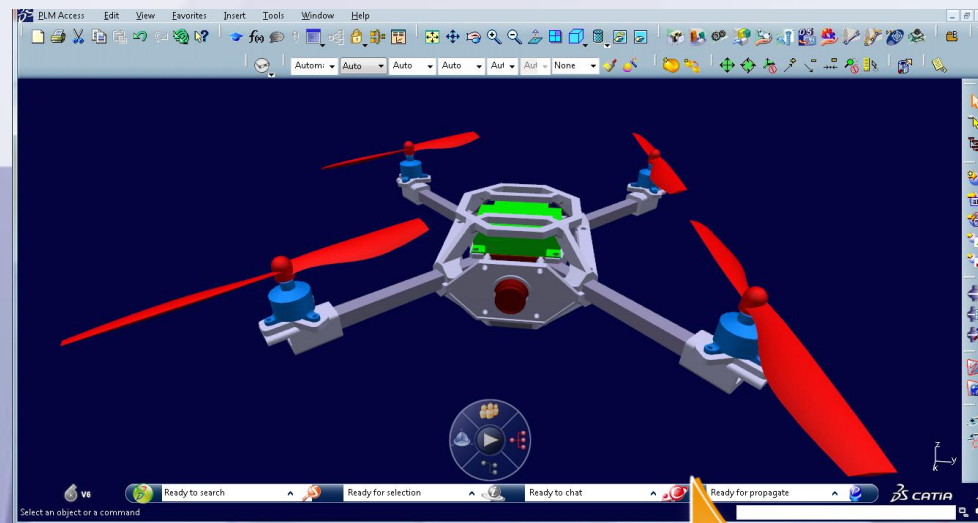 PLM Access Edit View Favorites Insert Tools Window Help
f(x)
Autom: Auto Auto Auto Aut Aut None
z
y
V6 Ready to search Ready for selection Ready to chat Ready for propagate CATIA
Select an object or a command